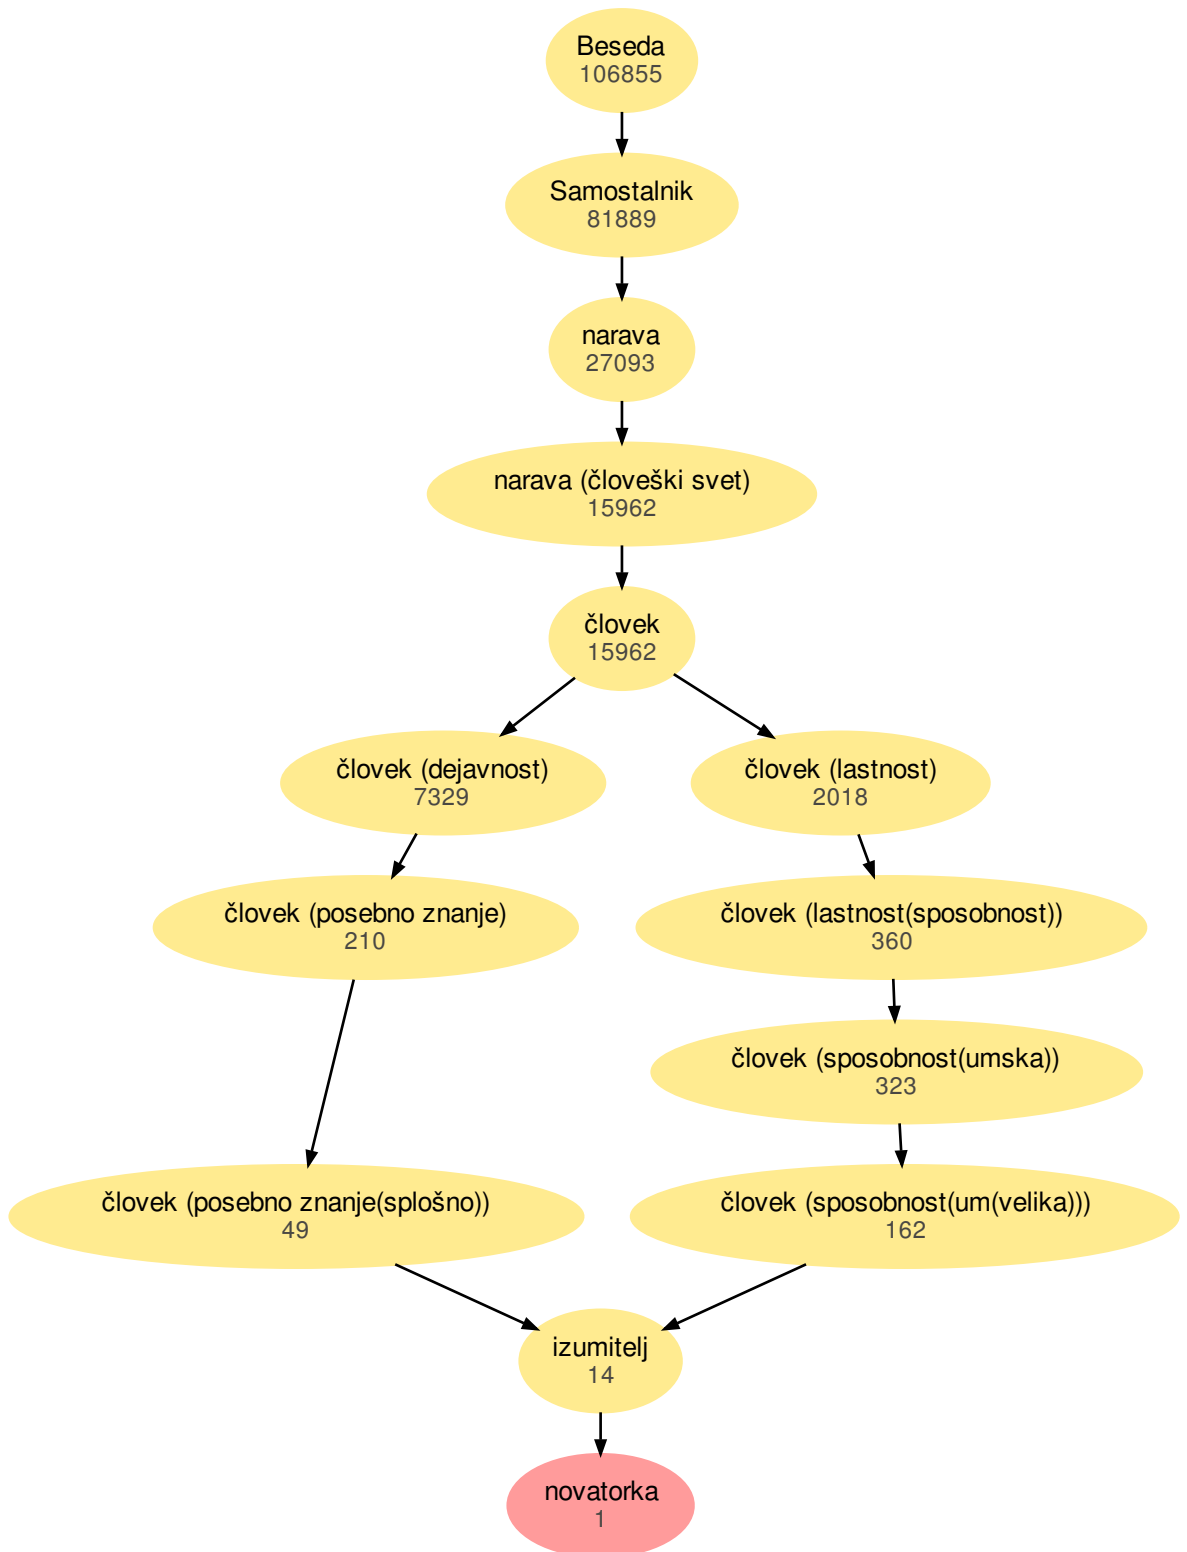 Beseda
106855
Samostalnik
81889
narava
27093
narava (človeški svet)
15962
človek
15962
človek (dejavnost)
7329
človek (lastnost)
2018
človek (posebno znanje)
210
človek (lastnost(sposobnost))
360
človek (sposobnost(umska))
323
človek (posebno znanje(splošno))
49
človek (sposobnost(um(velika)))
162
izumitelj
14
novatorka
1